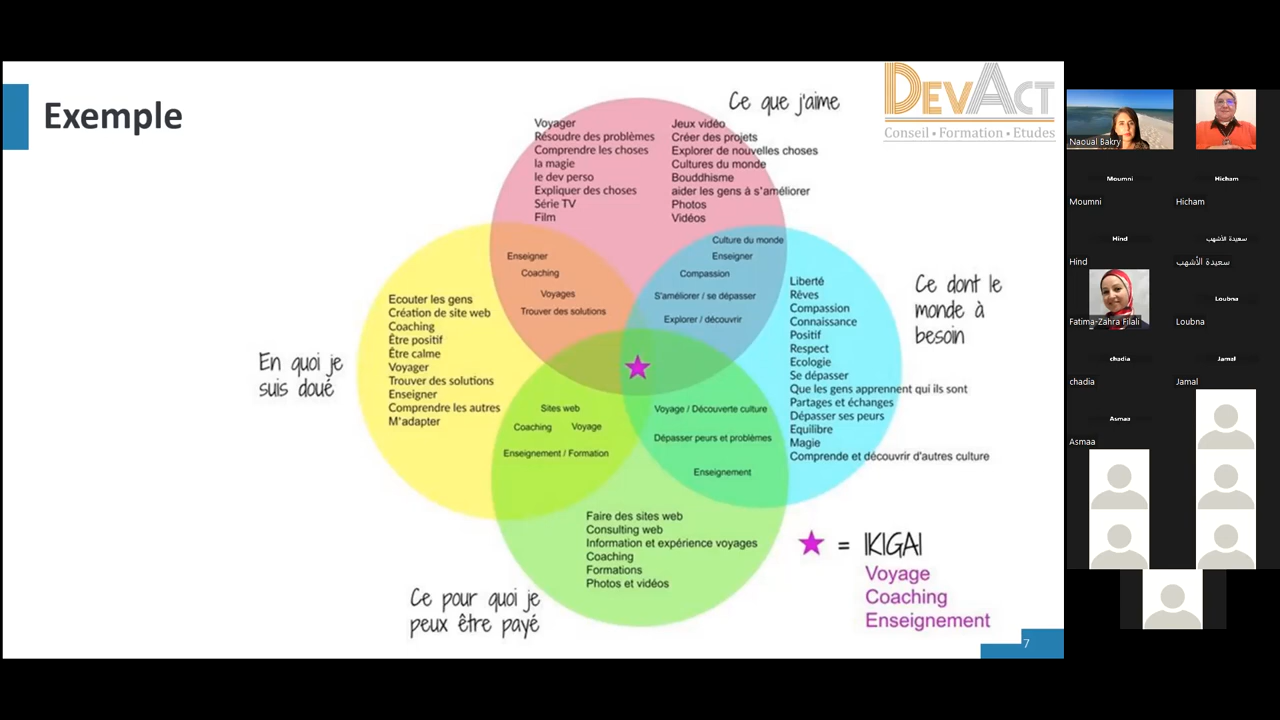 Exemple
DEVACT
Conseil • Formation • Etudes
Ce que j'aime
Voyager
Résoudre des problèmes
Comprendre les choses
la magie
le dev perso
Expliquer des choses
Série TV
Film
Jeux vidéo
Créer des projets
Explorer de nouvelles choses
Cultures du monde
Bouddhisme
aider les gens à s'améliorer
Photos
Vidéos
Enseigner
Coaching
Voyages
Trouver des solutions
Culture du monde
Enseigner
Compassion
S'améliorer / se dépasser
Explorer / découvrir
En quoi je
suis doué
Ecouter les gens
Création de site web
Coaching
Être positif
Être calme
Voyager
Trouver des solutions
Enseigner
Comprendre les autres
M'adapter
Ce dont le
monde à
besoin
Liberté
Rêves
Compassion
Connaissance
Positif
Respect
Ecologie
Se dépasser
Que les gens apprennent qui ils sont
Partages et échanges
Dépasser ses peurs
Equilibre
Magie
Comprende et découvrir d'autres culture
Sites web
Coaching Voyage
Enseignement / Formation
Voyage / Découverte culture
Dépasser peurs et problèmes
Enseignement
Faire des sites web
Consulting web
Information et expérience voyages
Coaching
Formations
Photos et vidéos
Ce pour quoi je
peux être payé
= IKIGAI
Voyage
Coaching
Enseignement
7
Naoual Bakry
Moumni
Hicham
Moumni
Hicham
Hind
سعيدة الأشهب
Hind
سعيدة الأشهب
Fatima-Zahra Filali
Loubna
Loubna
chadia
Jamal
chadia
Jamal
Asmaa
Asmaa